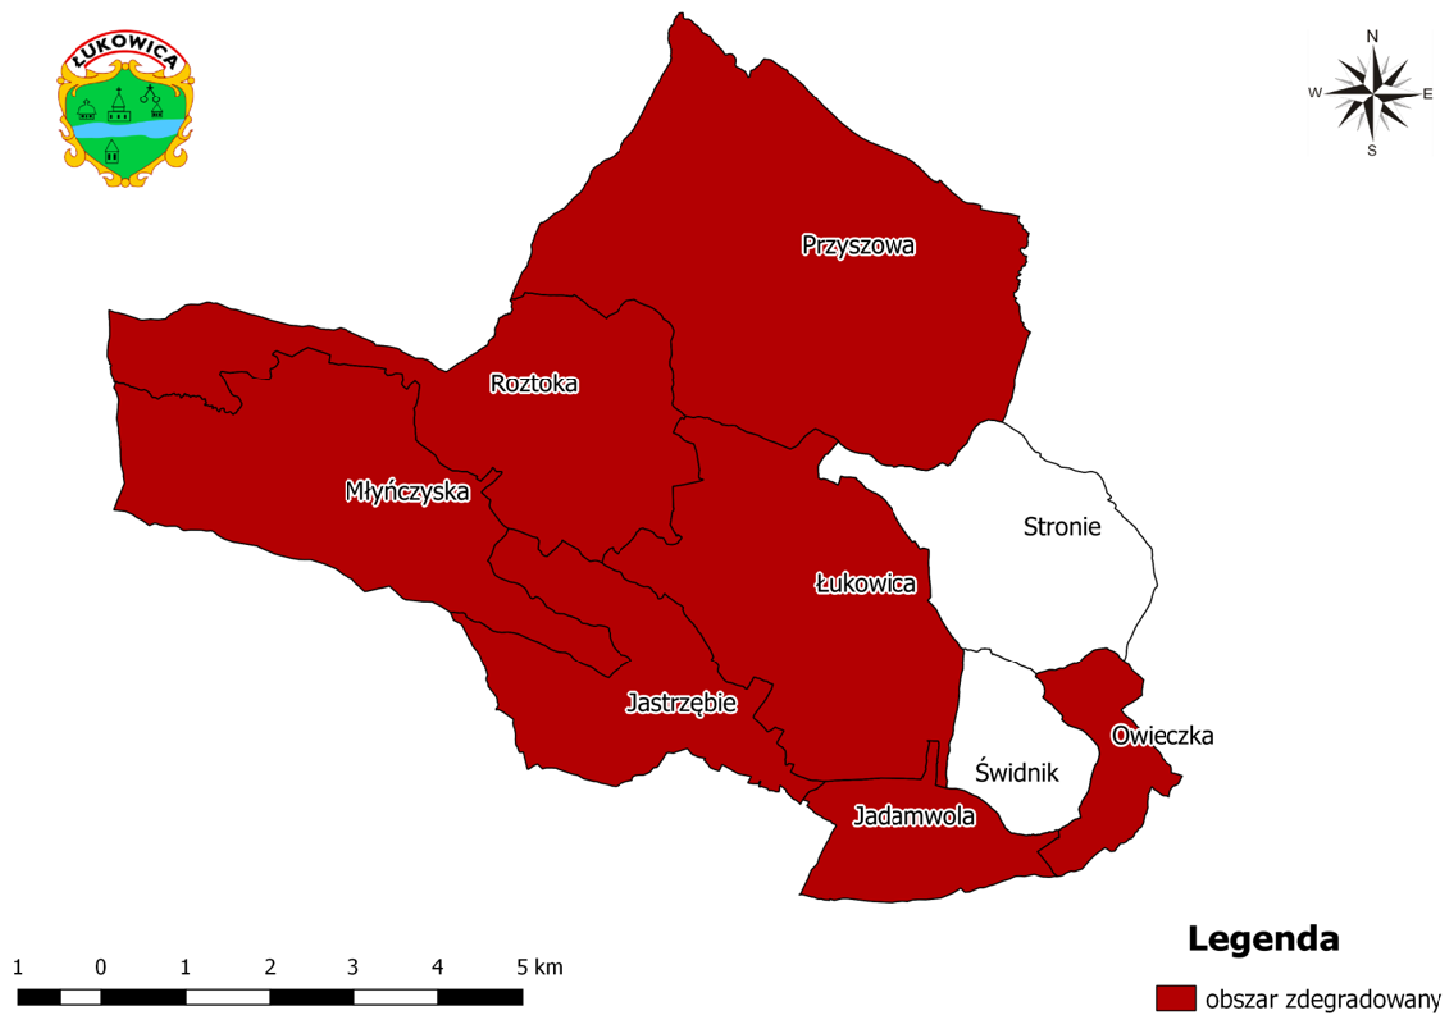 ŁUKOWICA
N
W E
S
Przyszowa
Roztoka
Młyńczyska
Stronie
Łukowica
Jastrzębie
Owieczka
Świdnik
Jadamwola
Legenda
1 0 1 2 3 4 5 km
obszar zdegradowany